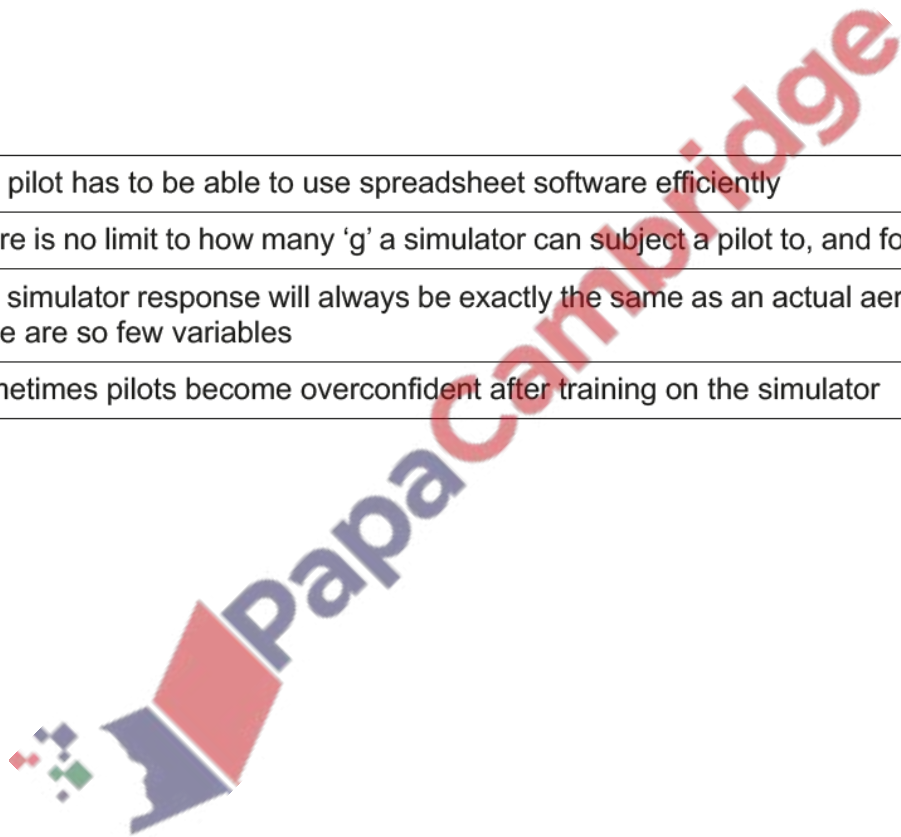 pilot has to be able to use spreadsheet software efficiently
re is no limit to how many ‘g’ a simulator can subject a pilot to, and fo
simulator response will always be exactly the same as an actual aer
e are so few variables
netimes pilots become overconfident after training on the simulator
PapaCambridge